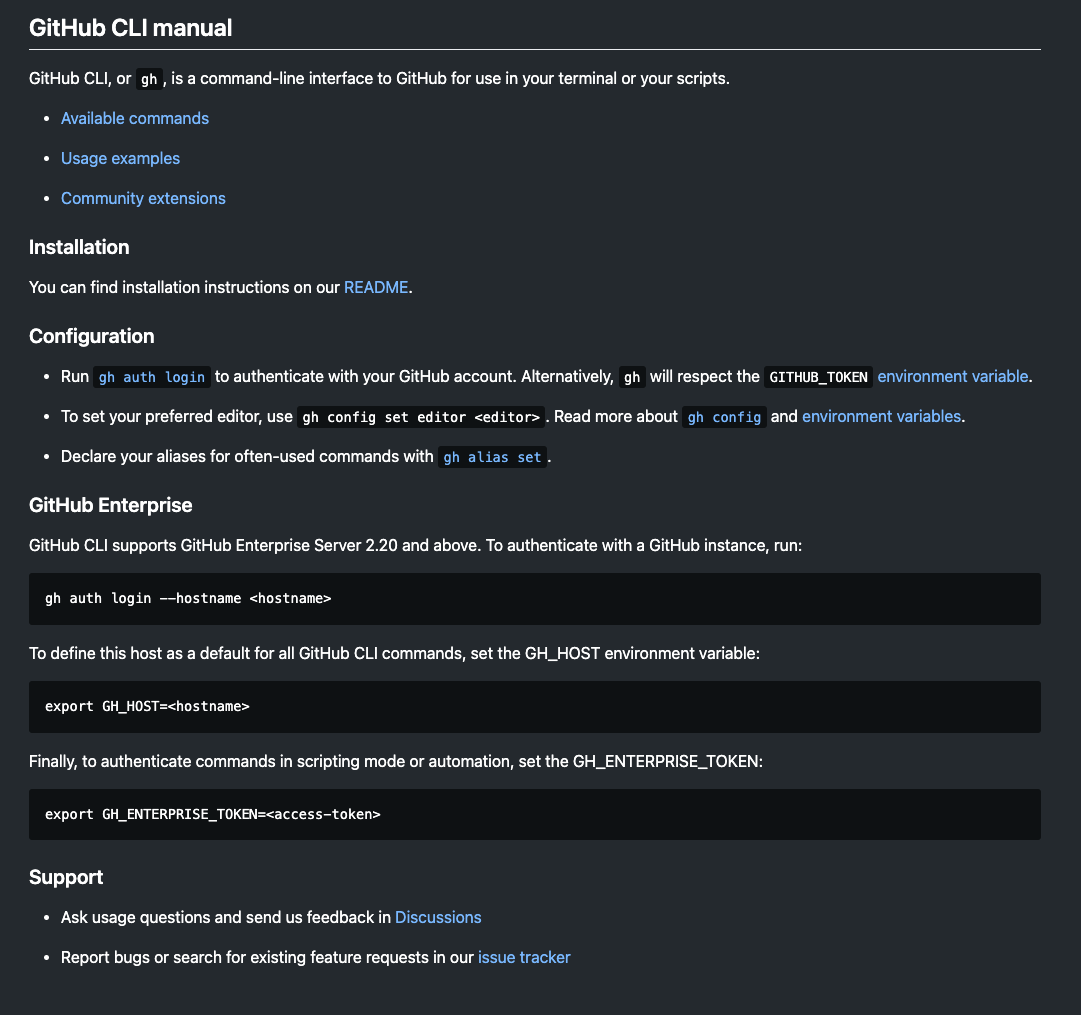 GitHub CLI manual
GitHub CLI, or gh, is a command-line interface to GitHub for use in your terminal or your scripts.
• Available commands
• Usage examples
• Community extensions
Installation
You can find installation instructions on our README.
Configuration
• Run gh auth login to authenticate with your GitHub account. Alternatively, gh will respect the GITHUB_TOKEN environment variable.
• To set your preferred editor, use gh config set editor <editor>. Read more about gh config and environment variables.
• Declare your aliases for often-used commands with gh alias set.
GitHub Enterprise
GitHub CLI supports GitHub Enterprise Server 2.20 and above. To authenticate with a GitHub instance, run:
gh auth login --hostname <hostname>
To define this host as a default for all GitHub CLI commands, set the GH_HOST environment variable:
export GH_HOST=<hostname>
Finally, to authenticate commands in scripting mode or automation, set the GH_ENTERPRISE_TOKEN:
export GH_ENTERPRISE_TOKEN=<access-token>
Support
• Ask usage questions and send us feedback in Discussions
• Report bugs or search for existing feature requests in our issue tracker